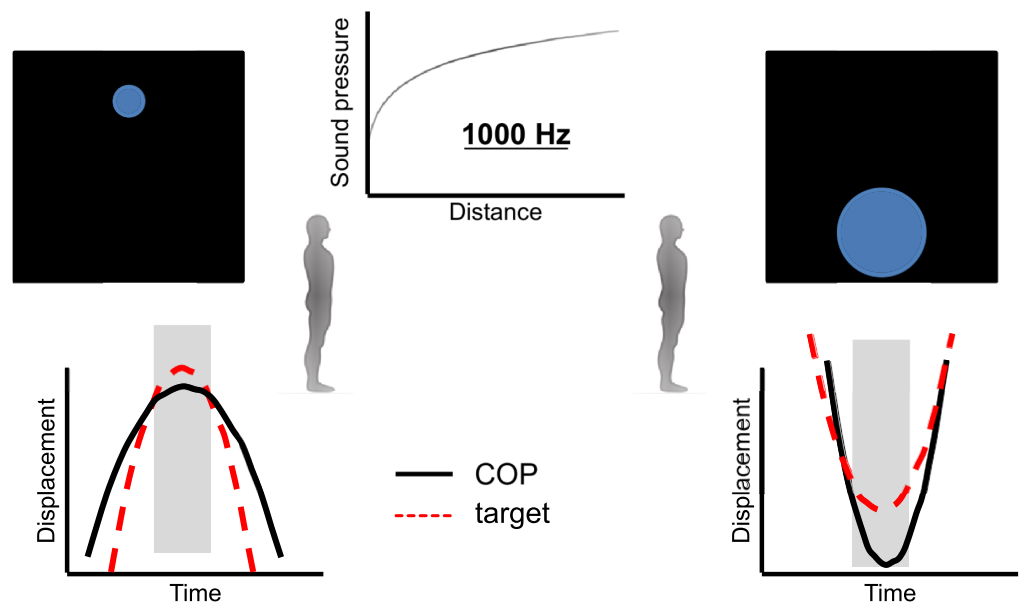 Sound pressure
1000 Hz
Distance
Displacement
Time
COP
target
Displacement
Time